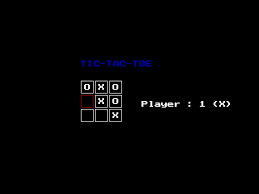 TIC-TAC-TOE
O X O
X O
Player : 1 (X)
X